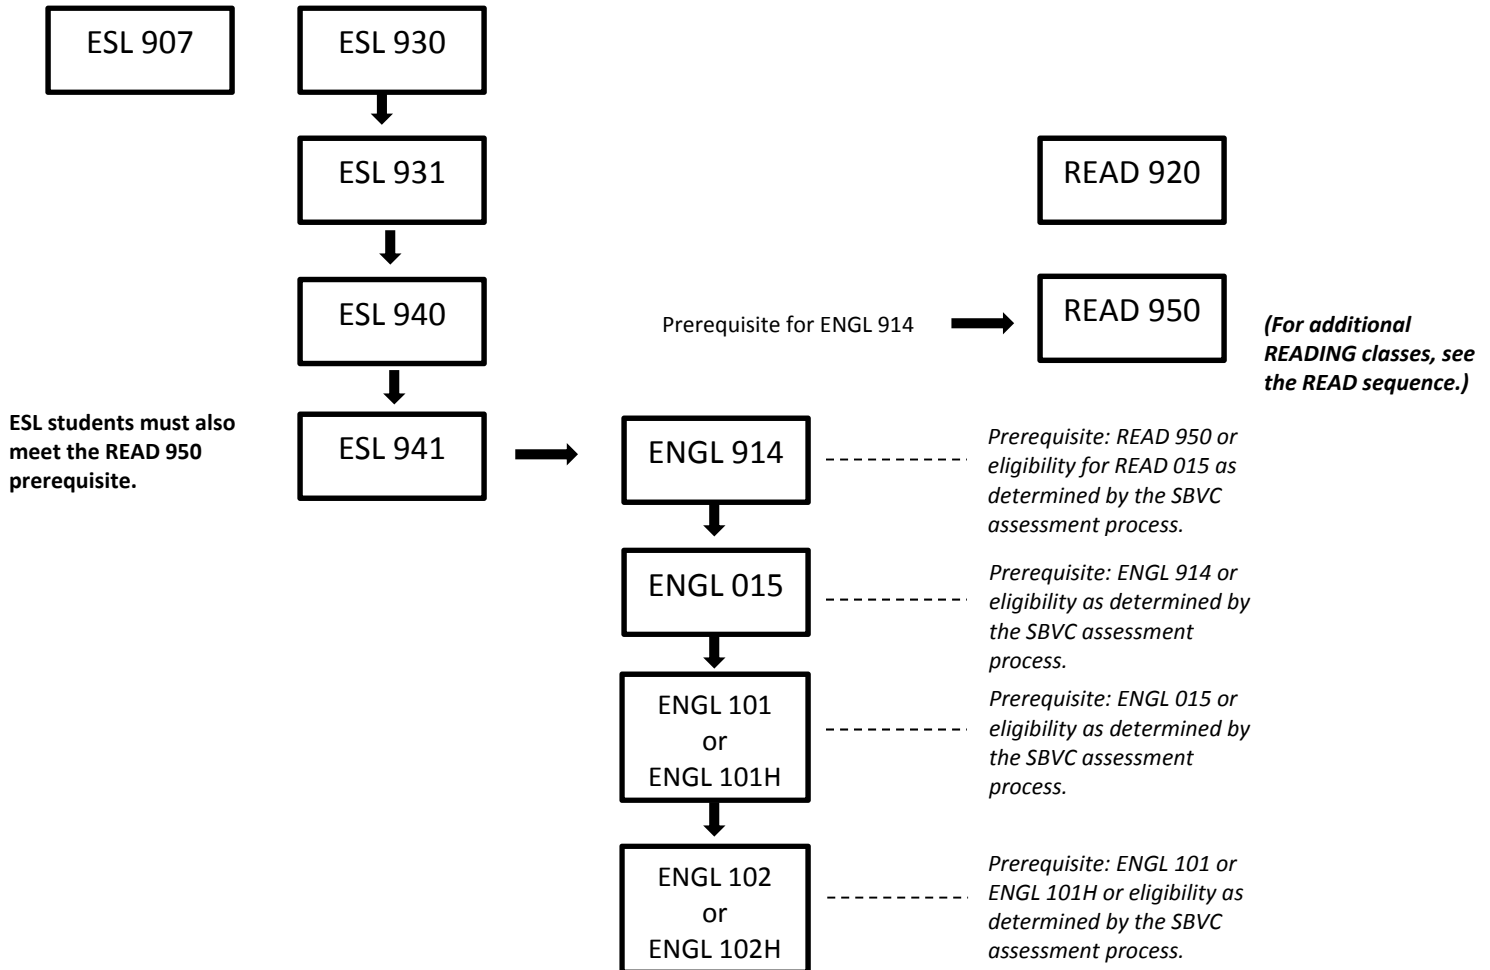 ESL 907
ESL 930
ESL 931
READ 920
ESL 940
Prerequisite for ENGL 914
READ 950
(For additional
READING classes, see
the READ sequence.)
ESL students must also
meet the READ 950
prerequisite.
ESL 941
ENGL 914
Prerequisite: READ 950 or
eligibility for READ 015 as
determined by the SBVC
assessment process.
ENGL 015
Prerequisite: ENGL 914 or
eligibility as determined by
the SBVC assessment
process.
ENGL 101
or
ENGL 101H
Prerequisite: ENGL 015 or
eligibility as determined by
the SBVC assessment
process.
ENGL 102
or
ENGL 102H
Prerequisite: ENGL 101 or
ENGL 101H or eligibility as
determined by the SBVC
assessment process.